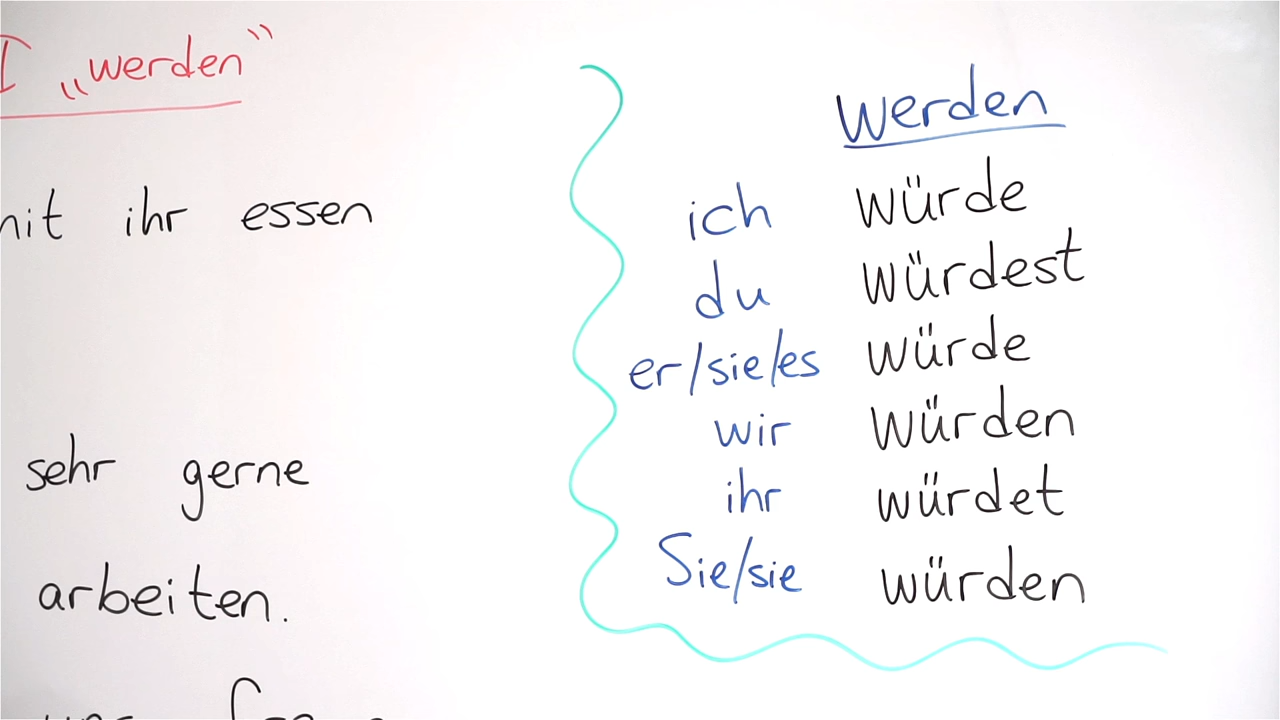 I „werden“
mit ihr essen
sehr gerne
arbeiten.
werden
ich würde
du würdest
er/sie/es würde
wir würden
ihr würdet
Sie/sie würden